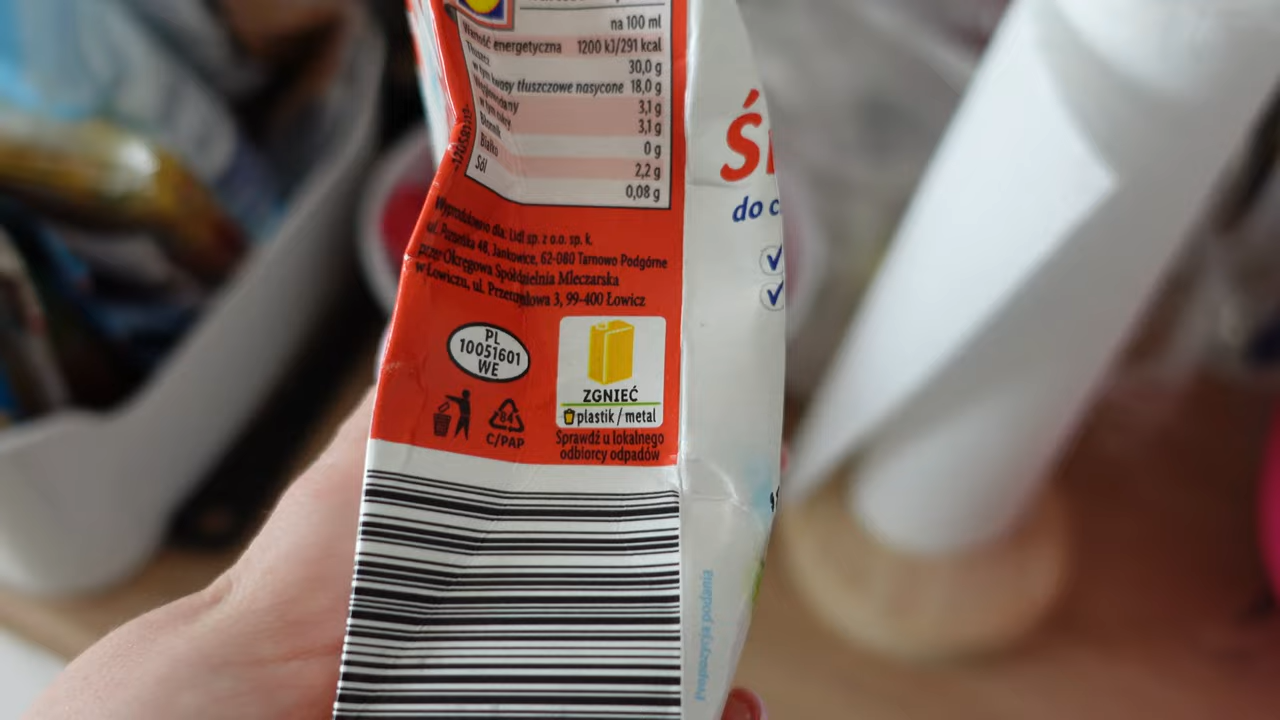 na 100 ml
Wartość energetyczna 1200 kJ/291 kcal
Tłuszcz 30,0 g
w tym kwasy tłuszczowe nasycone 18,0 g
Węglowodany 3,1 g
w tym cukry 3,1 g
Błonnik 0 g
Białko 2,2 g
Sól 0,08 g
Wyprodukowano dla: Lidl sp. z o.o. sp. k.
ul. Poznańska 48, Jankowice, 62-080 Tarnowo Podgórne
przez Okręgowa Spółdzielnia Mleczarska
w Łowiczu, ul. Przemysłowa 3, 99-400 Łowicz
PL
10051601
WE
84
C/PAP
ZGNIEĆ
plastik / metal
Sprawdź u lokalnego
odbiorcy odpadów
do
Propozycja podania